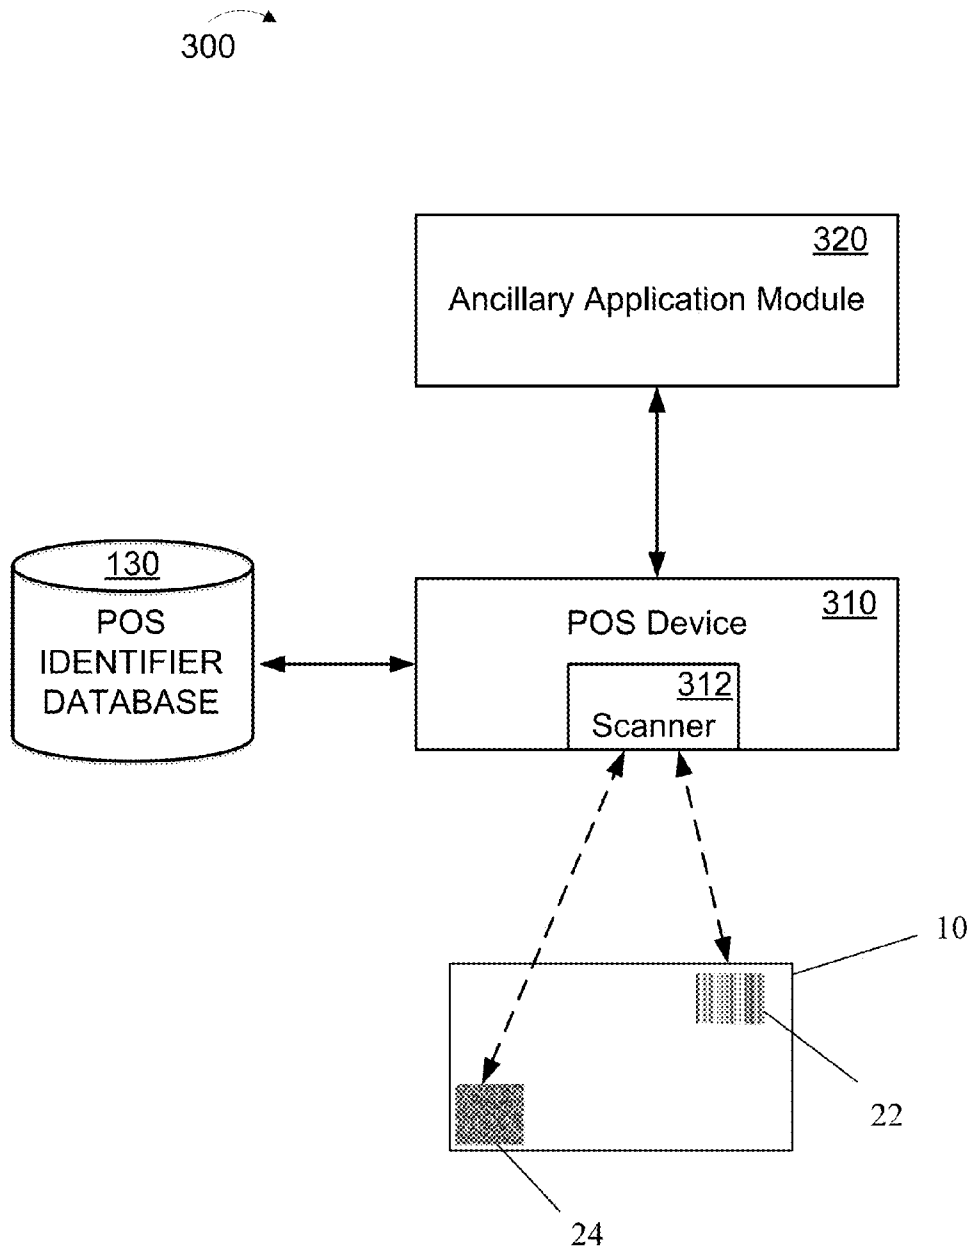 300
320
Ancillary Application Module
130
POS
IDENTIFIER
DATABASE
310
POS Device
312
Scanner
10
22
24